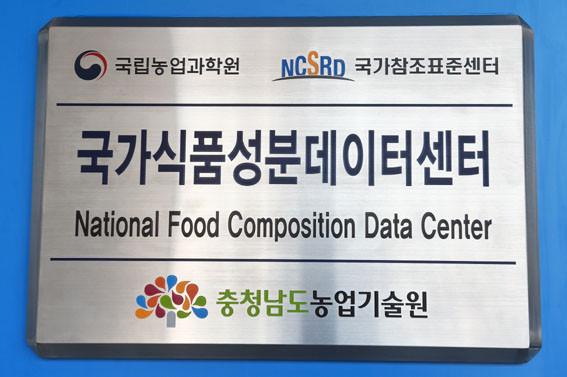 국립농업과학원 NCSRD 국가참조표준센터
국가식품성분데이터센터
National Food Composition Data Center
충청남도농업기술원